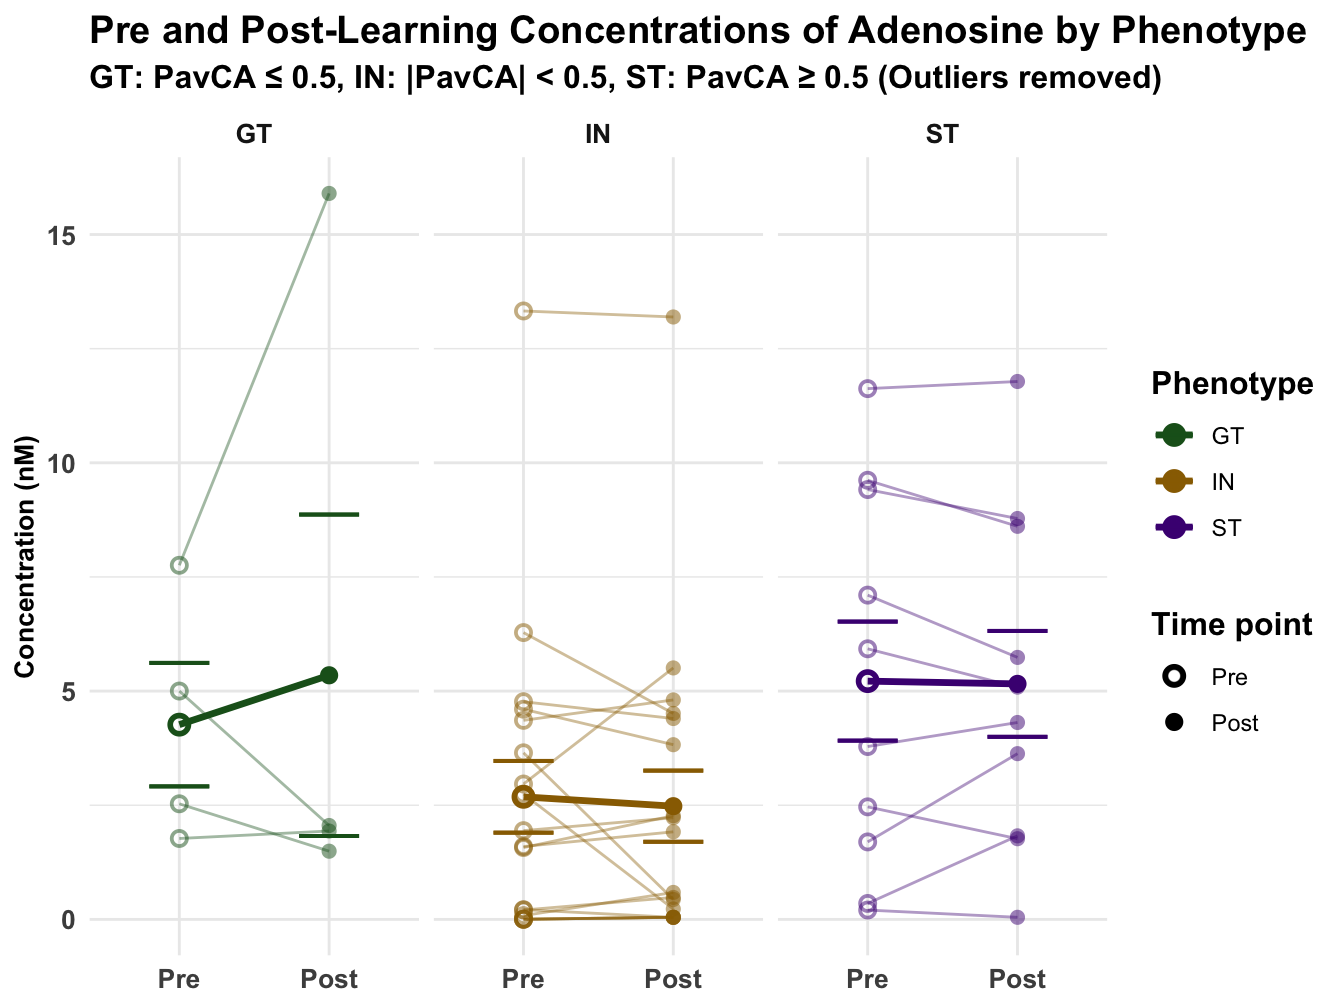 Pre and Post-Learning Concentrations of Adenosine by Phenotype
GT: PavCA ≤ 0.5, IN: |PavCA| < 0.5, ST: PavCA ≥ 0.5 (Outliers removed)
GT
IN
ST
Concentration (nM)
15
10
5
0
Pre
Post
Pre
Post
Pre
Post
Phenotype
GT
IN
ST
Time point
Pre
Post